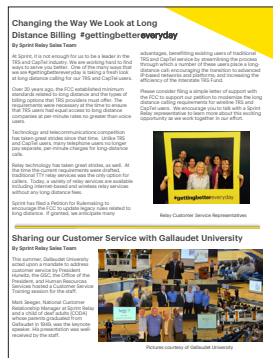 Changing the Way We Look at Long
Distance Billing #gettingbettereveryday
By Sprint Relay Sales Team
At Sprint, it is not enough for us to be a leader in the
TRS and CapTel industry. We are working hard to find
ways to serve you better. One of the many ways that
we are #gettingbettereveryday is taking a fresh look
at long distance calling for our TRS and CapTel users.
Over 20 years ago, the FCC established minimum
standards related to long distance and the types of
billing options that TRS providers must offer. The
requirements were necessary at the time to ensure
that TRS users had equal access to long distance
companies at per-minute rates no greater than voice
users.
Technology and telecommunications competition
has taken great strides since that time. Unlike TRS
and CapTel users, many telephone users no longer
pay separate, per-minute charges for long-distance
calls.
Relay technology has taken great strides, as well. At
the time the current requirements were drafted,
traditional TTY relay services was the only option for
callers. Today, a variety of relay services are available
including internet-based and wireless relay services
without any long distance fees.
Sprint has filed a Petition for Rulemaking to
encourage the FCC to update legacy rules related to
long distance. If granted, we anticipate many
advantages, benefitting existing users of traditional
TRS and CapTel service by streamlining the process
through which a number of these users place a long-
distance call; encouraging the transition to advanced
IP-based networks and platforms; and increasing the
efficiency of the interstate TRS Fund.
Please consider filing a simple letter of support with
the FCC to support our petition to modernize the long
distance calling requirements for wireline TRS and
CapTel users. We encourage you to talk with a Sprint
Relay representative to learn more about this exciting
opportunity as we work together in our effort.
#gettingbettereveryday
Relay Customer Service Representatives
Sharing our Customer Service with Gallaudet University
By Sprint Relay Sales Team
This summer, Gallaudet University
acted upon a mandate to address
customer service by President
Hurwitz, the GSC, the Office of the
President, and Human Resources
Services hosted a Customer Service
Training session for the staff.
Mark Seeger, National Customer
Relationship Manager at Sprint Relay
and a child of deaf adults (CODA)
whose parents graduated from
Gallaudet in 1949, was the keynote
speaker. His presentation was well
received by the staff.
Pictures courtesy of Gallaudet University